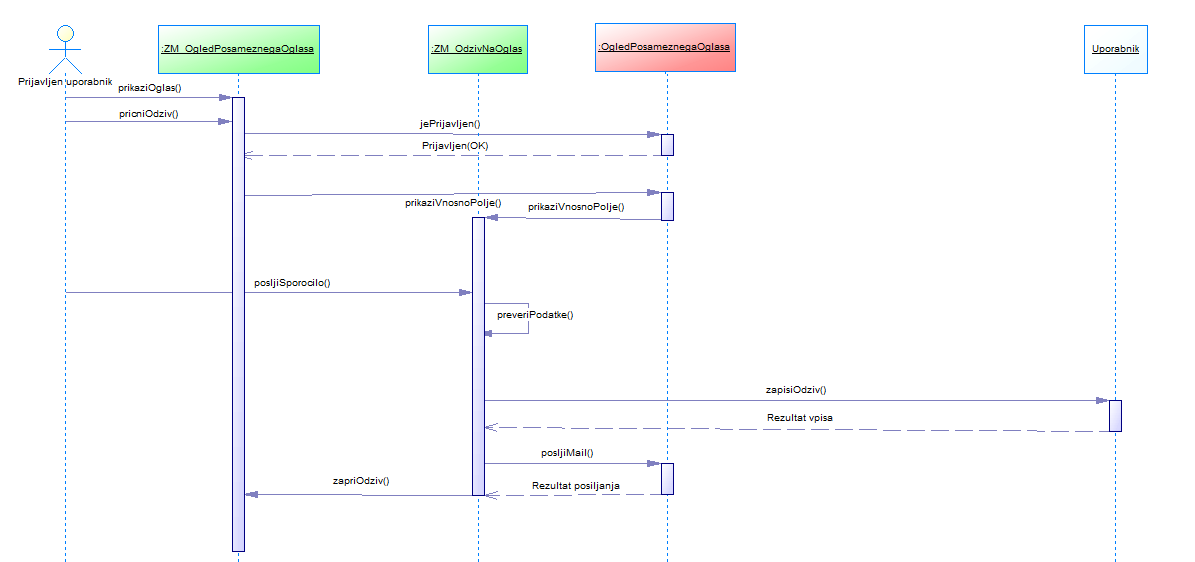 :ZM_OgledPosameznegaOglasa
:ZM_OdzivNaOglas
:OgledPosameznegaOglasa
Uporabnik
Prijavljen uporabnik
prikaziOglas()
pricniOdziv()
jePrijavljen()
Prijavljen(OK)
prikaziVnosnoPolje()
prikaziVnosnoPolje()
posljiSporocilo()
preveriPodatke()
zapisiOdziv()
Rezultat vpisa
posljiMail()
zapriOdziv()
Rezultat posiljanja